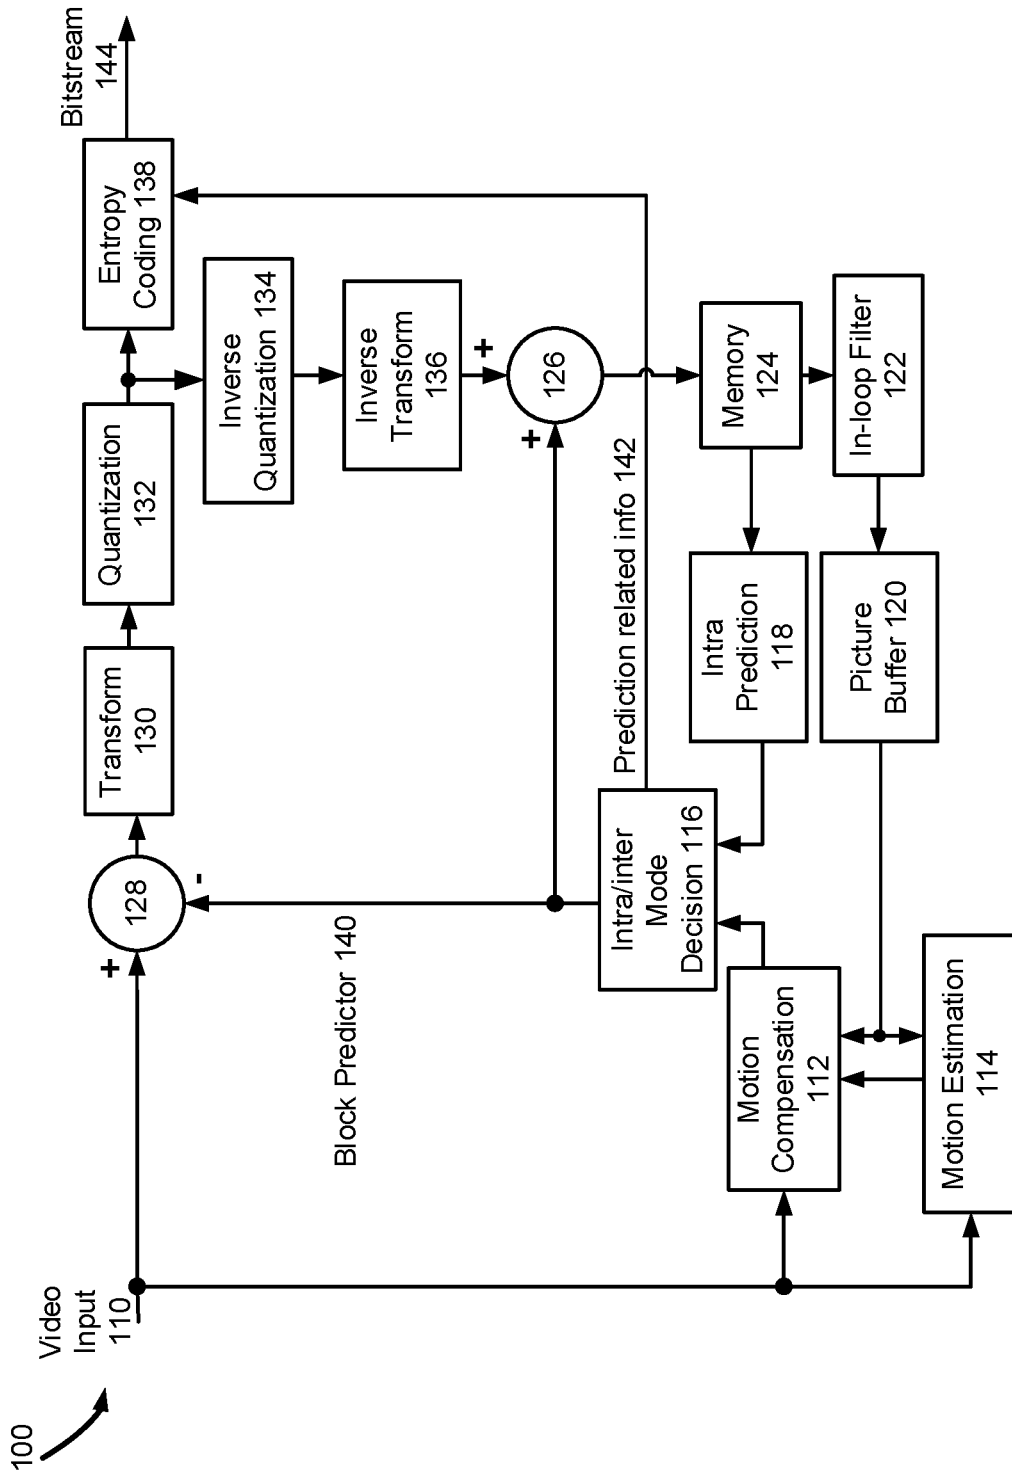 100
Video
Input
110
+
128
-
Transform
130
Quantization
132
Entropy
Coding 138
Bitstream
144
Inverse
Quantization 134
Inverse
Transform
136
+
126
+
Block Predictor 140
Prediction related info 142
Intra/inter
Mode
Decision 116
Intra
Prediction
118
Memory
124
In-loop Filter
122
Picture
Buffer 120
Motion
Compensation
112
Motion Estimation
114